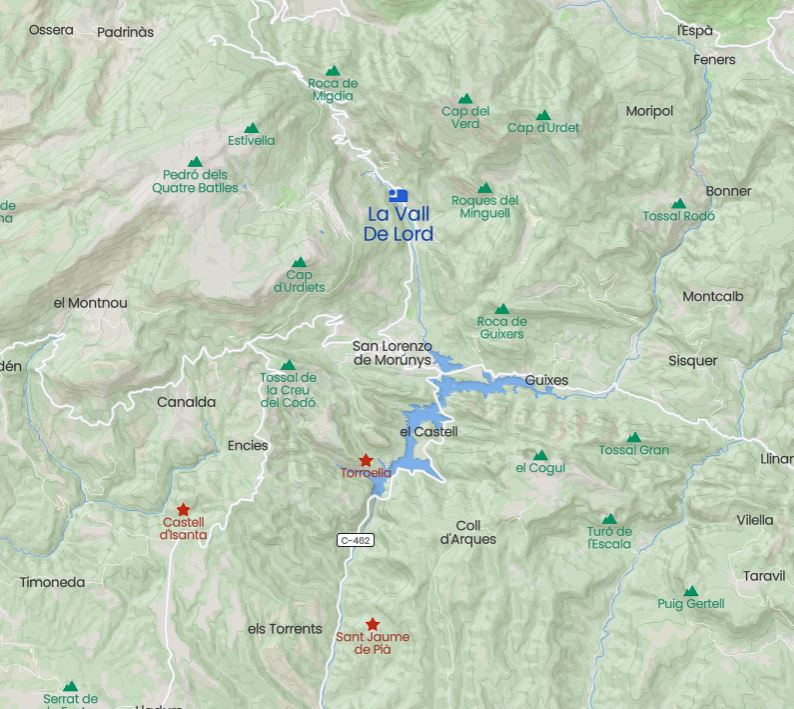 Ossera
Padrinàs
l'Espà
Feners
Roca de
Migdia
Cap del
Verd
Cap d'Urdet
Moripol
Estivella
Pedró dels
Quatre Batlles
Bonner
Roques del
Minguell
Tossal Rodó
de
na
La Vall
De Lord
Cap
d'Urdiets
el Montnou
Montcalb
Roca de
Guixers
San Lorenzo
de Morúnys
Sisquer
dén
Tossal de
la Creu
del Codó
Guixes
Canalda
el Castell
Encies
Tossal Gran
Torroella
el Cogul
Llinar
Castell
d'Isanta
Vilella
Coll
d'Arques
Turó de
l'Escala
C-462
Timoneda
Taravil
Puig Gertell
els Torrents
Sant Jaume
de Pià
Serrat de